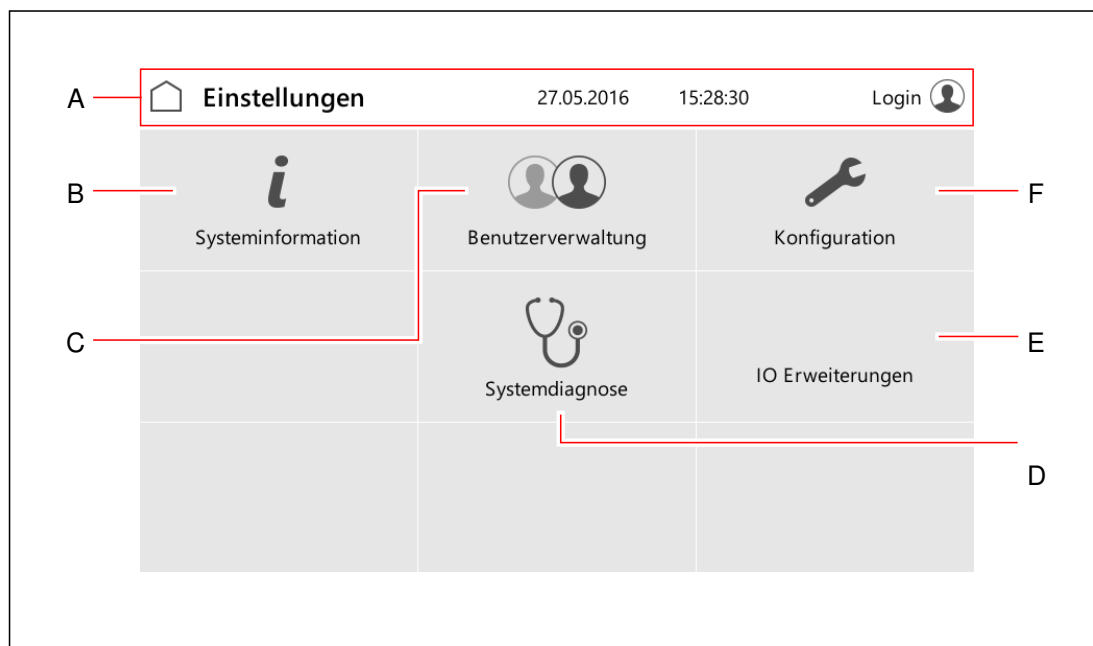 A
Einstellungen 27.05.2016 15:28:30 Login
B
Systeminformation Benutzerverwaltung Konfiguration
F
C
Systemdiagnose IO Erweiterungen
E
D